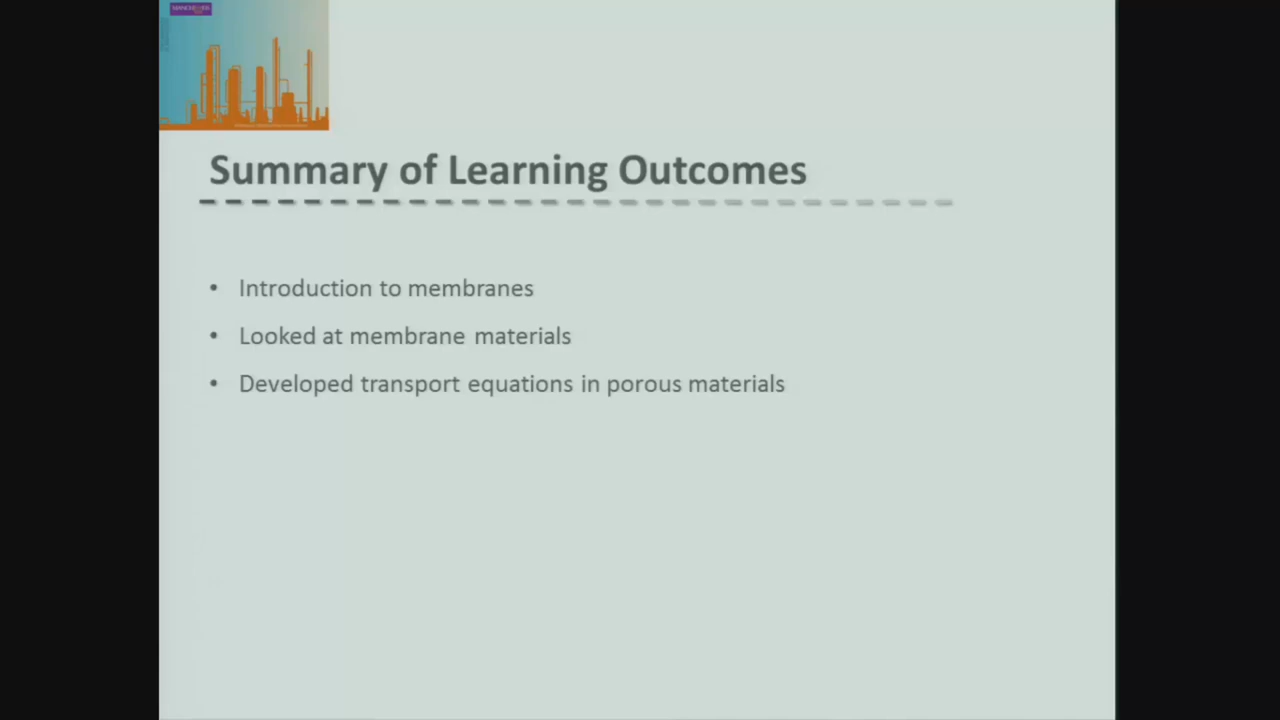 Summary of Learning Outcomes
• Introduction to membranes
• Looked at membrane materials
• Developed transport equations in porous materials